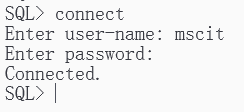 SQL> connect
Enter user-name: mscit
Enter password:
Connected.
SQL>